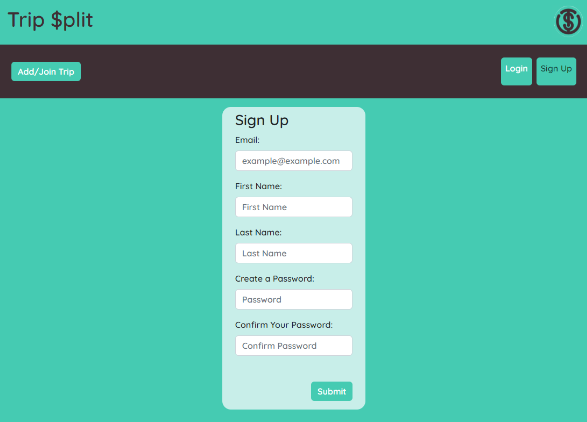 Trip $plit
Add/Join Trip
Login
Sign Up
Sign Up
Email:
example@example.com
First Name:
First Name
Last Name:
Last Name
Create a Password:
Password
Confirm Your Password:
Confirm Password
Submit